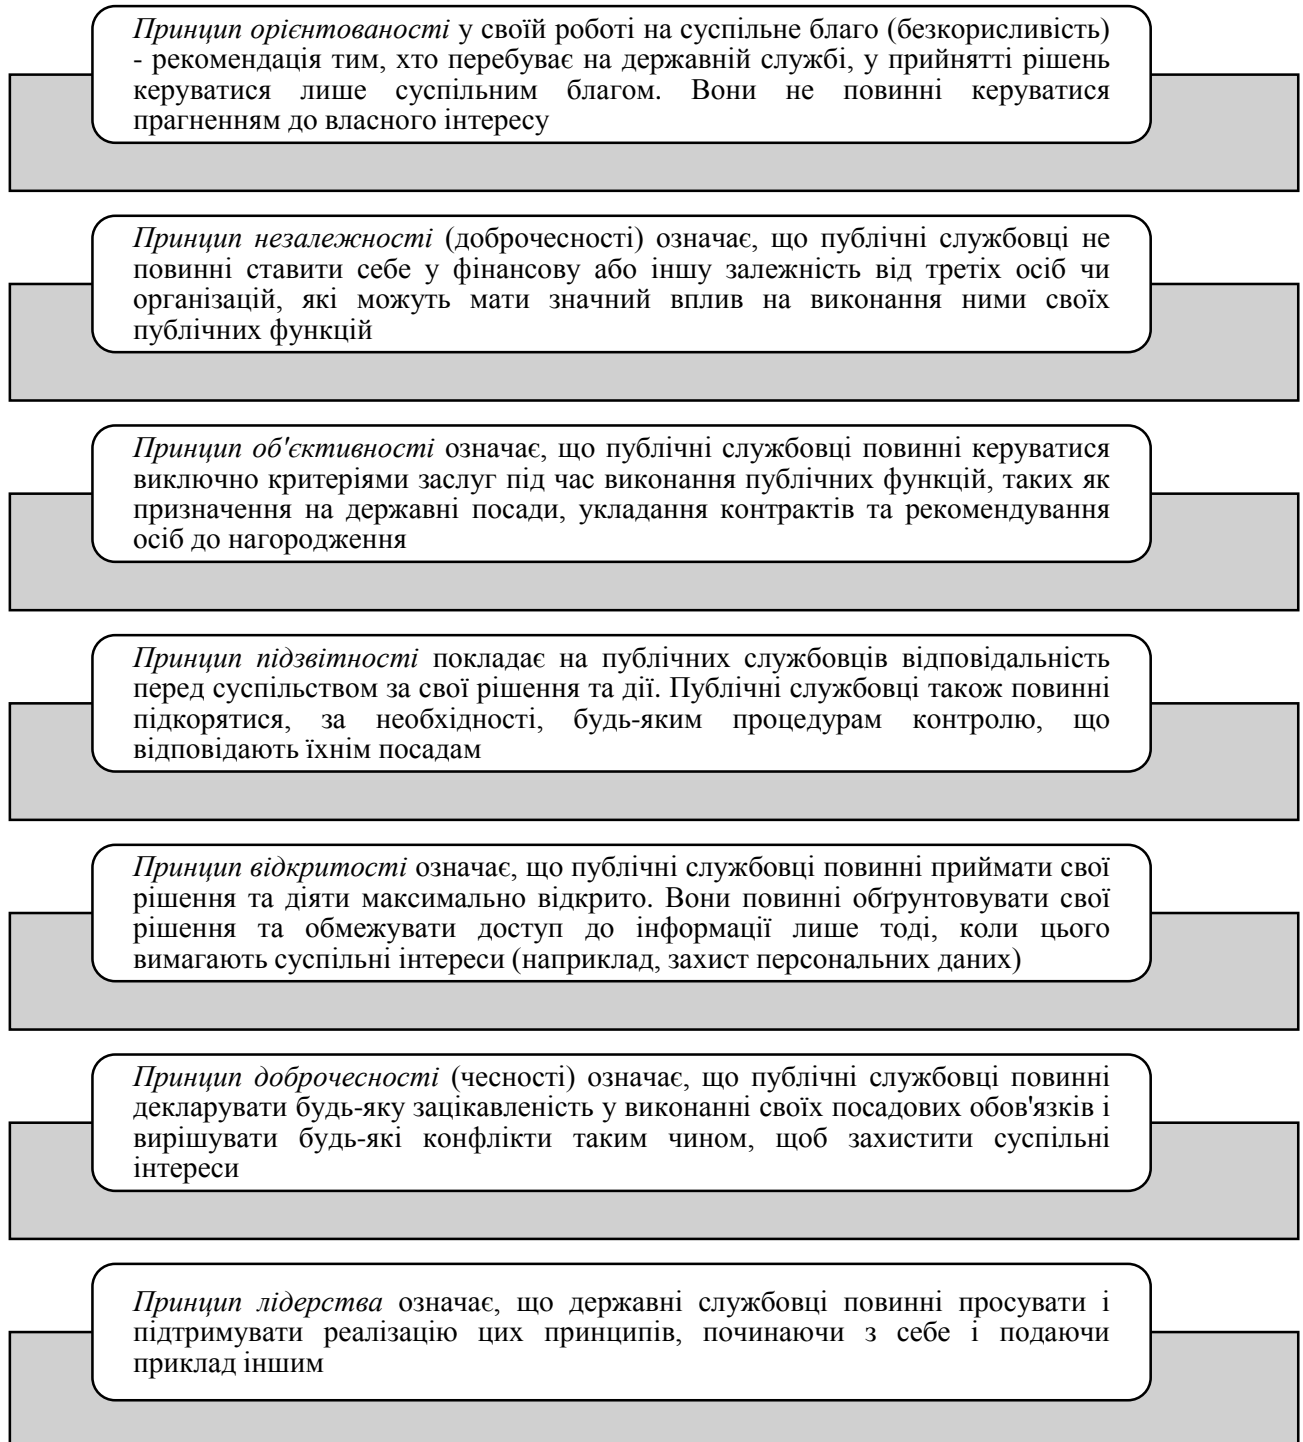 Принцип орієнтованості у своїй роботі на суспільне благо (безкорисливість)
- рекомендація тим, хто перебуває на державній службі, у прийнятті рішень
керуватися лише суспільним благом. Вони не повинні керуватися
прагненням до власного інтересу
Принцип незалежності (доброчесності) означає, що публічні службовці не
повинні ставити себе у фінансову або іншу залежність від третіх осіб чи
організацій, які можуть мати значний вплив на виконання ними своїх
публічних функцій
Принцип об'єктивності означає, що публічні службовці повинні керуватися
виключно критеріями заслуг під час виконання публічних функцій, таких як
призначення на державні посади, укладання контрактів та рекомендування
осіб до нагородження
Принцип підзвітності покладає на публічних службовців відповідальність
перед суспільством за свої рішення та дії. Публічні службовці також повинні
підкорятися, за необхідності, будь-яким процедурам контролю, що
відповідають їхнім посадам
Принцип відкритості означає, що публічні службовці повинні приймати свої
рішення та діяти максимально відкрито. Вони повинні обґрунтовувати свої
рішення та обмежувати доступ до інформації лише тоді, коли цього
вимагають суспільні інтереси (наприклад, захист персональних даних)
Принцип доброчесності (чесності) означає, що публічні службовці повинні
декларувати будь-яку зацікавленість у виконанні своїх посадових обов'язків і
вирішувати будь-які конфлікти таким чином, щоб захистити суспільні
інтереси
Принцип лідерства означає, що державні службовці повинні просувати і
підтримувати реалізацію цих принципів, починаючи з себе і подаючи
приклад іншим